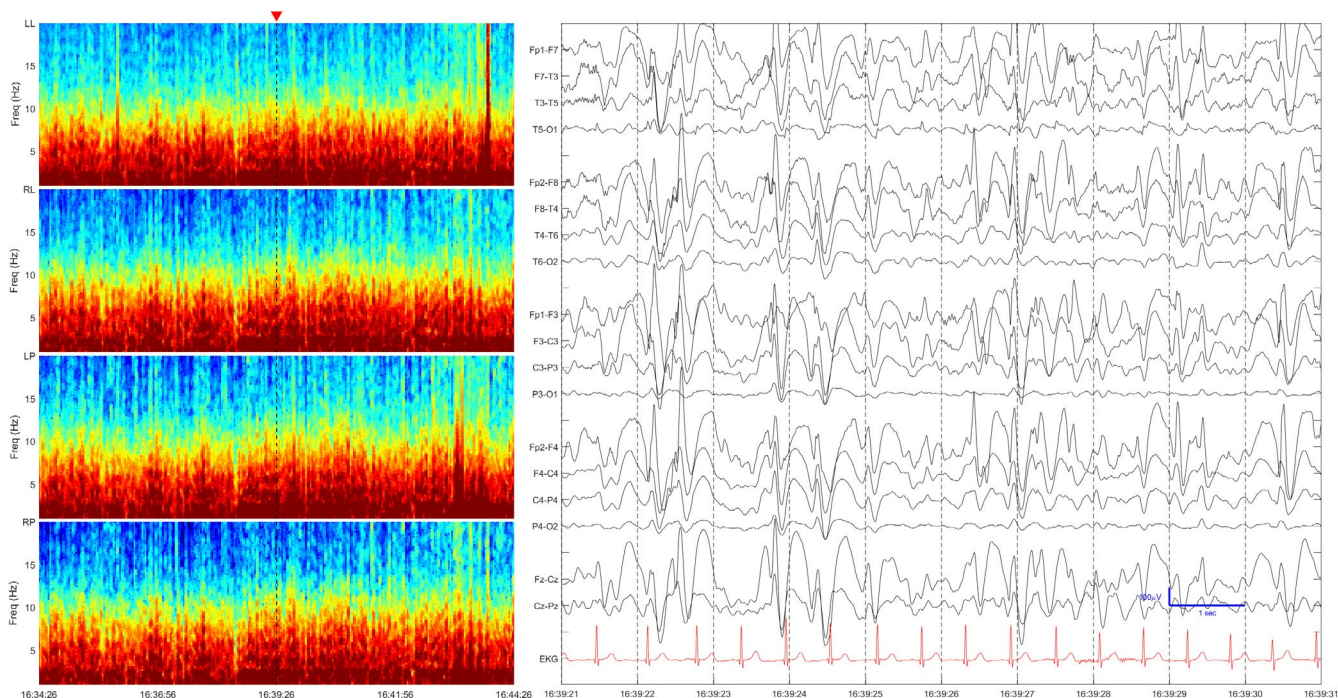 LL
Freq (Hz)
15
10
5
RL
Freq (Hz)
15
10
5
LP
Freq (Hz)
15
10
5
RP
Freq (Hz)
15
10
5
16:34:26 16:36:56 16:39:26 16:41:56 16:44:26
Fp1-F7
F7-T3
T3-T5
T5-O1
Fp2-F8
F8-T4
T4-T6
T6-O2
Fp1-F3
F3-C3
C3-P3
P3-O1
Fp2-F4
F4-C4
C4-P4
P4-O2
Fz-Cz
Cz-Pz
100µV
1 sec
EKG
16:39:21 16:39:22 16:39:23 16:39:24 16:39:25 16:39:26 16:39:27 16:39:28 16:39:29 16:39:30 16:39:31